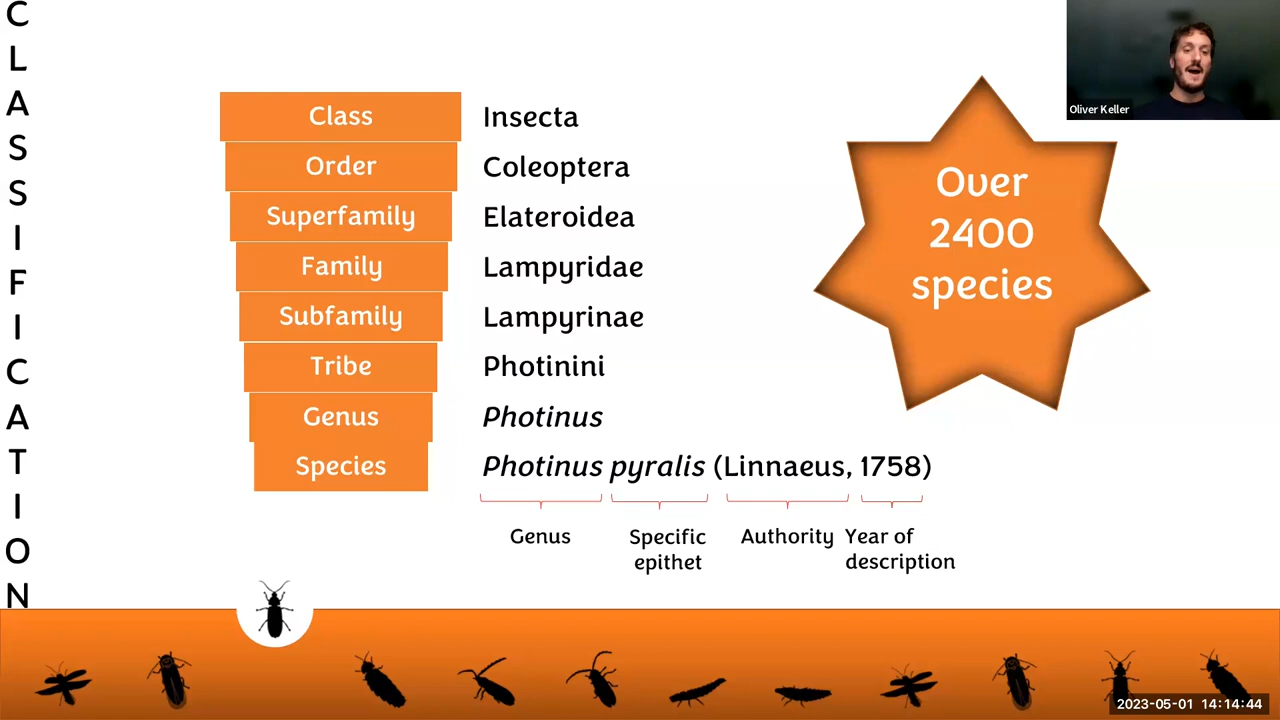 CLASSIFICATION
Class Insecta
Order Coleoptera
Superfamily Elateroidea
Family Lampyridae
Subfamily Lampyrinae
Tribe Photinini
Genus Photinus
Species Photinus pyralis (Linnaeus, 1758)
Genus
Specific
epithet
Authority
Year of
description
Over
2400
species
Oliver Keller
2023-05-01 14:14:44